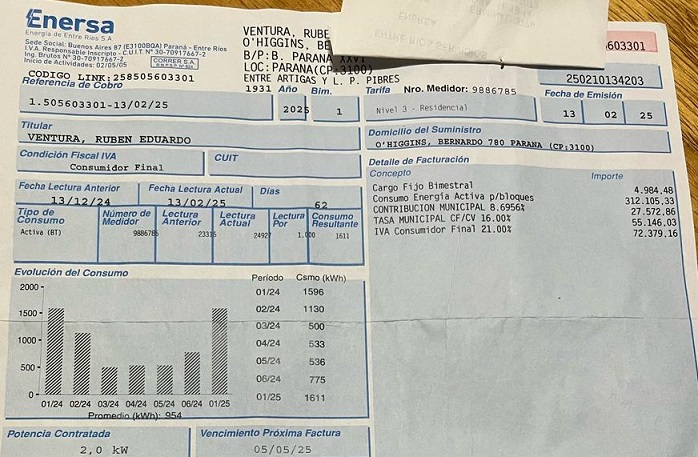 Enersa
Energía de Entre Ríos S.A.
Sede Social: Buenos Aires 87 (E3100BQA) Paraná - Entre Ríos
I.V.A. Responsable Inscripto - C.U.I.T. Nº 30-70917667-2
Ing. Brutos Nº 30-70917667-2
Inicio de Actividades: 02/05/05
CORREO S.A.
CODIGO LINK:258505603301
VENTURA, RUBE
O'HIGGINS, BE
B/P:B. PARANA XXVI
LOC:PARANA(CP:3100)
ENTRE ARTIGAS Y L. P. PIBRES
1931
603301
250210134203
Referencia de Cobro
1.505603301-13/02/25
Año Bim.
2025 1
Tarifa Nro. Medidor: 9886785
Nivel 3 - Residencial
Fecha de Emisión
13 02 25
Titular
VENTURA, RUBEN EDUARDO
Domicilio del Suministro
O'HIGGINS, BERNARDO 780 PARANA (CP:3100)
Condición Fiscal IVA
Consumidor Final
CUIT
Fecha Lectura Anterior Fecha Lectura Actual Días
13/12/24 13/02/25 62
Tipo de Consumo Número de Medidor Lectura Anterior Lectura Actual Lectura Por Consumo Resultante
Activa (BT) 9886785 2331 24927 1.000 1611
Detalle de Facturación
Concepto Importe
Cargo Fijo Bimestral 4.984,48
Consumo Energía Activa p/bloques 312.105,33
CONTRIBUCION MUNICIPAL 8.6956% 27.572,86
TASA MUNICIPAL CF/CV 16.00% 55.146,03
IVA Consumidor Final 21.00% 72.379,16
Evolución del Consumo
2000
1500
1000
500
0
01/24 02/24 03/24 04/24 05/24 06/24 01/25
Promedio (kWh): 954
Período Csmo (kWh)
01/24 1596
02/24 1130
03/24 500
04/24 533
05/24 536
06/24 775
01/25 1611
Potencia Contratada
2,0 kW
Vencimiento Próxima Factura
05/05/25